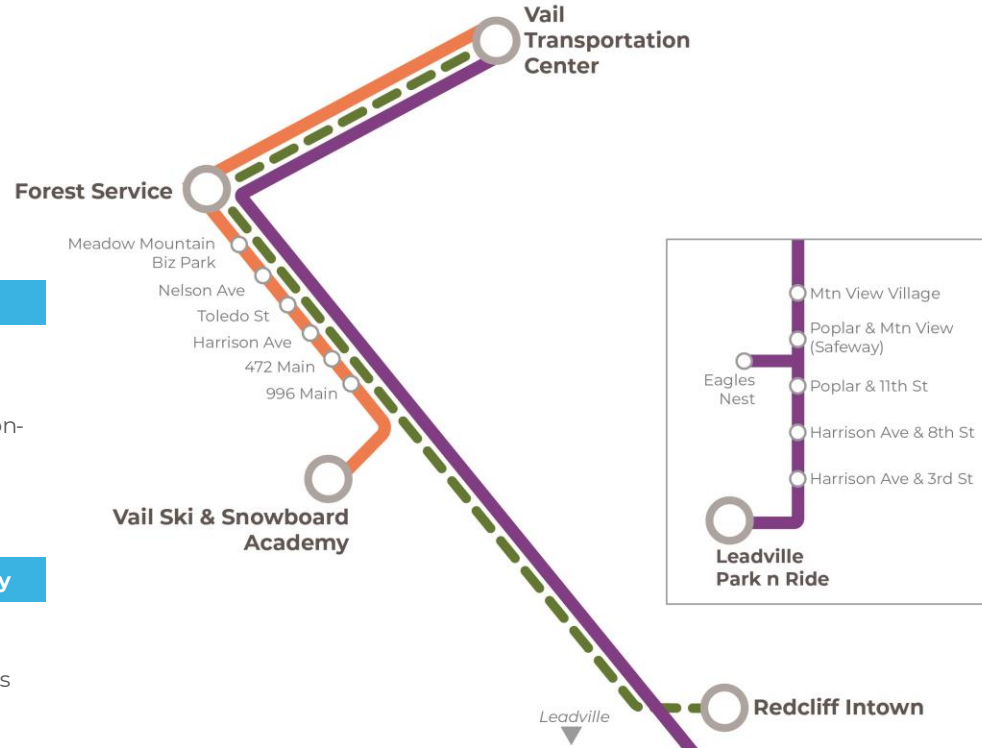 Vail
Transportation
Center
Forest Service
Meadow Mountain
Biz Park
Nelson Ave
Toledo St
Harrison Ave
472 Main
996 Main
Vail Ski & Snowboard
Academy
on-
y
s
Mtn View Village
Poplar & Mtn View
(Safeway)
Eagles
Nest
Poplar & 11th St
Harrison Ave & 8th St
Harrison Ave & 3rd St
Leadville
Park n Ride
Redcliff Intown
Leadville